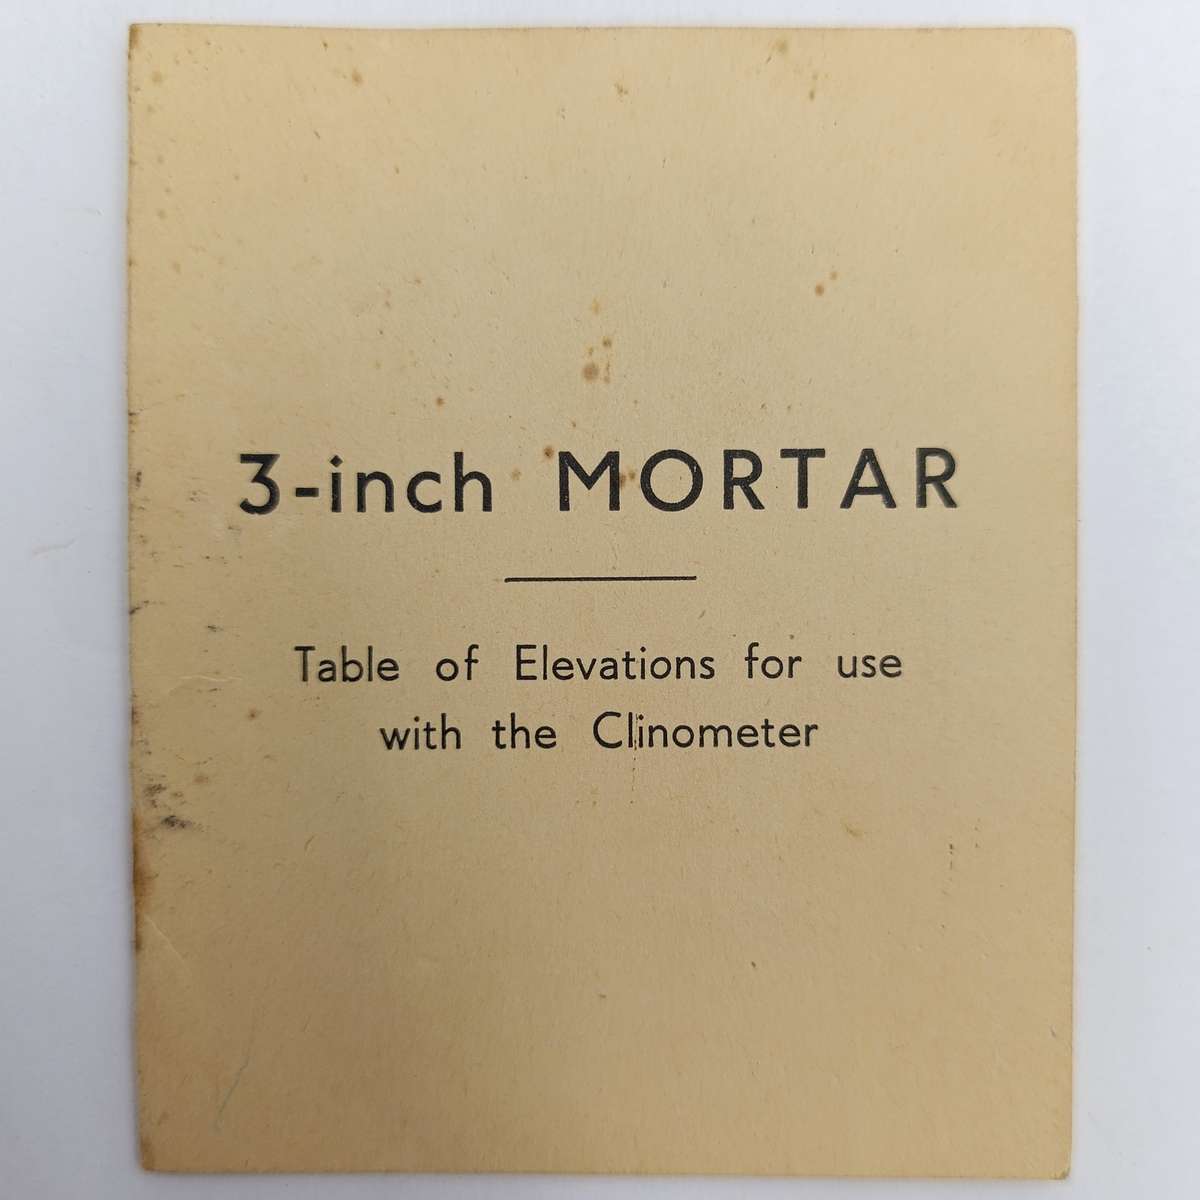 3-inch MORTAR
Table of Elevations for use
with the Clinometer